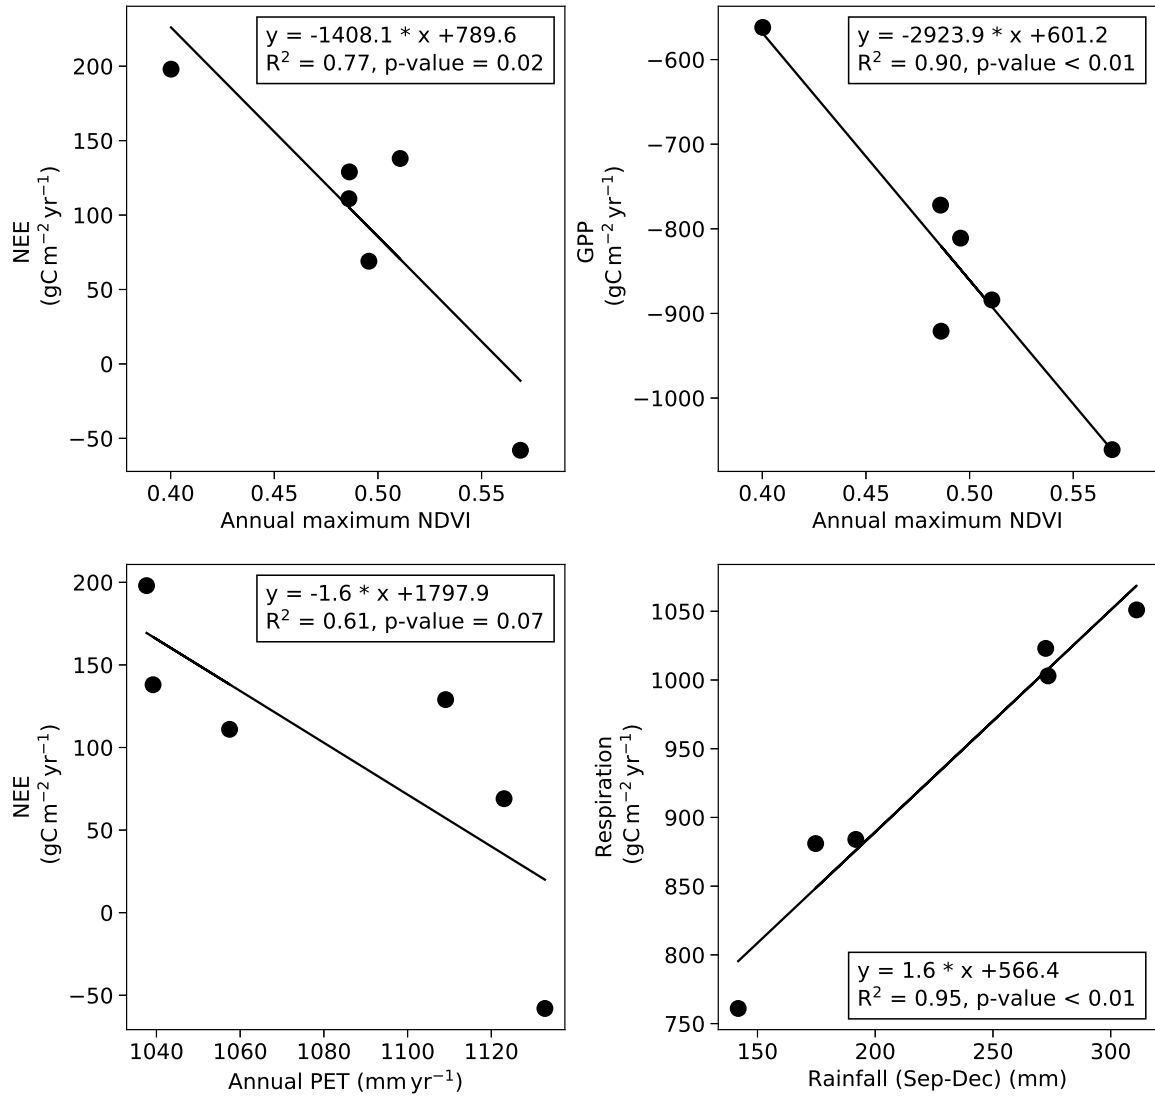 y = -1408.1 * x +789.6
R² = 0.77, p-value = 0.02
200
150
100
50
0
−50
NEE
(gC m⁻² yr⁻¹)
0.40 0.45 0.50 0.55
Annual maximum NDVI
y = -2923.9 * x +601.2
R² = 0.90, p-value < 0.01
−600
−700
−800
−900
−1000
GPP
(gC m⁻² yr⁻¹)
0.40 0.45 0.50 0.55
Annual maximum NDVI
y = -1.6 * x +1797.9
R² = 0.61, p-value = 0.07
200
150
100
50
0
−50
NEE
(gC m⁻² yr⁻¹)
1040 1060 1080 1100 1120
Annual PET (mm yr⁻¹)
1050
1000
950
900
850
800
750
Respiration
(gC m⁻² yr⁻¹)
y = 1.6 * x +566.4
R² = 0.95, p-value < 0.01
150 200 250 300
Rainfall (Sep-Dec) (mm)